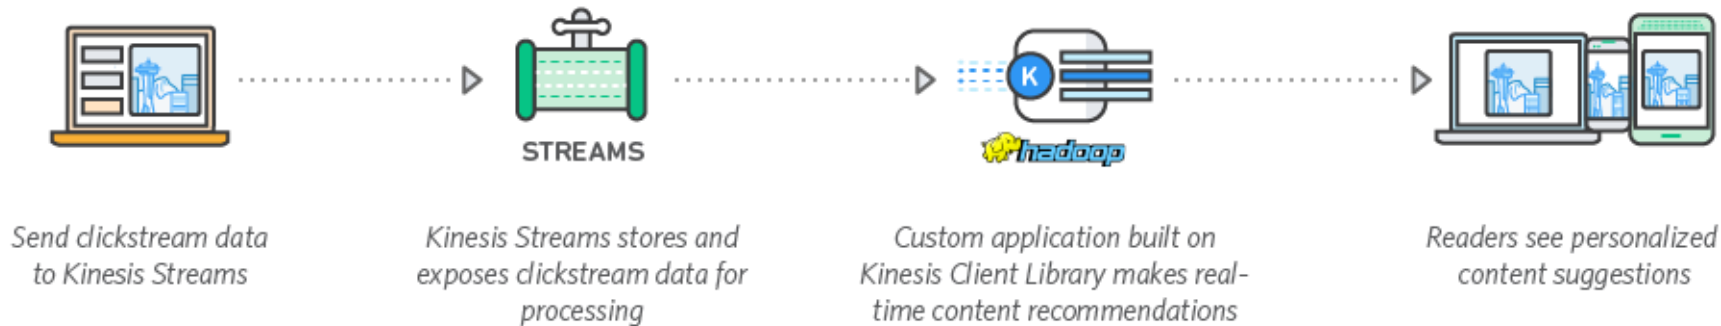 K
STREAMS
hadoop
Send clickstream data
to Kinesis Streams
Kinesis Streams stores and
exposes clickstream data for
processing
Custom application built on
Kinesis Client Library makes real-
time content recommendations
Readers see personalized
content suggestions